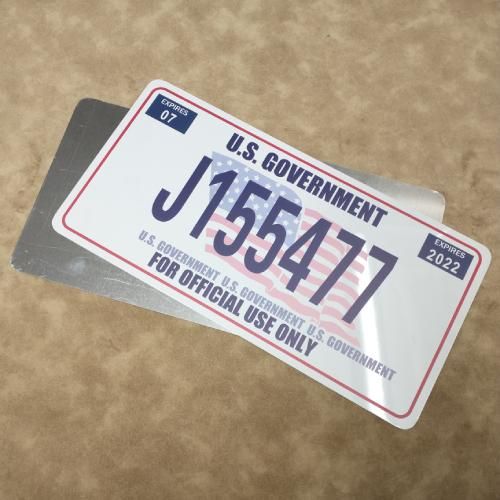 EXPIRES
07
U.S. GOVERNMENT
J155477
EXPIRES
2022
U.S. GOVERNMENT U.S. GOVERNMENT U.S. GOVERNMENT
FOR OFFICIAL USE ONLY